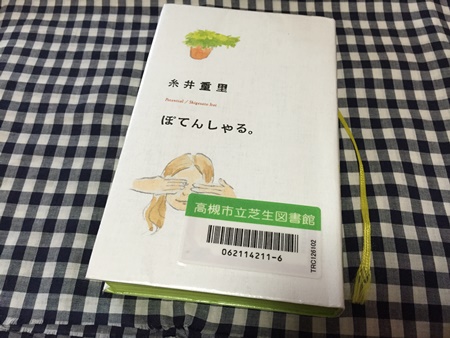 糸井重里
Potential / Shigesato Itoi
ぼてんしゃる。
高槻市立芝生図書館
062114211-6
TRC126102